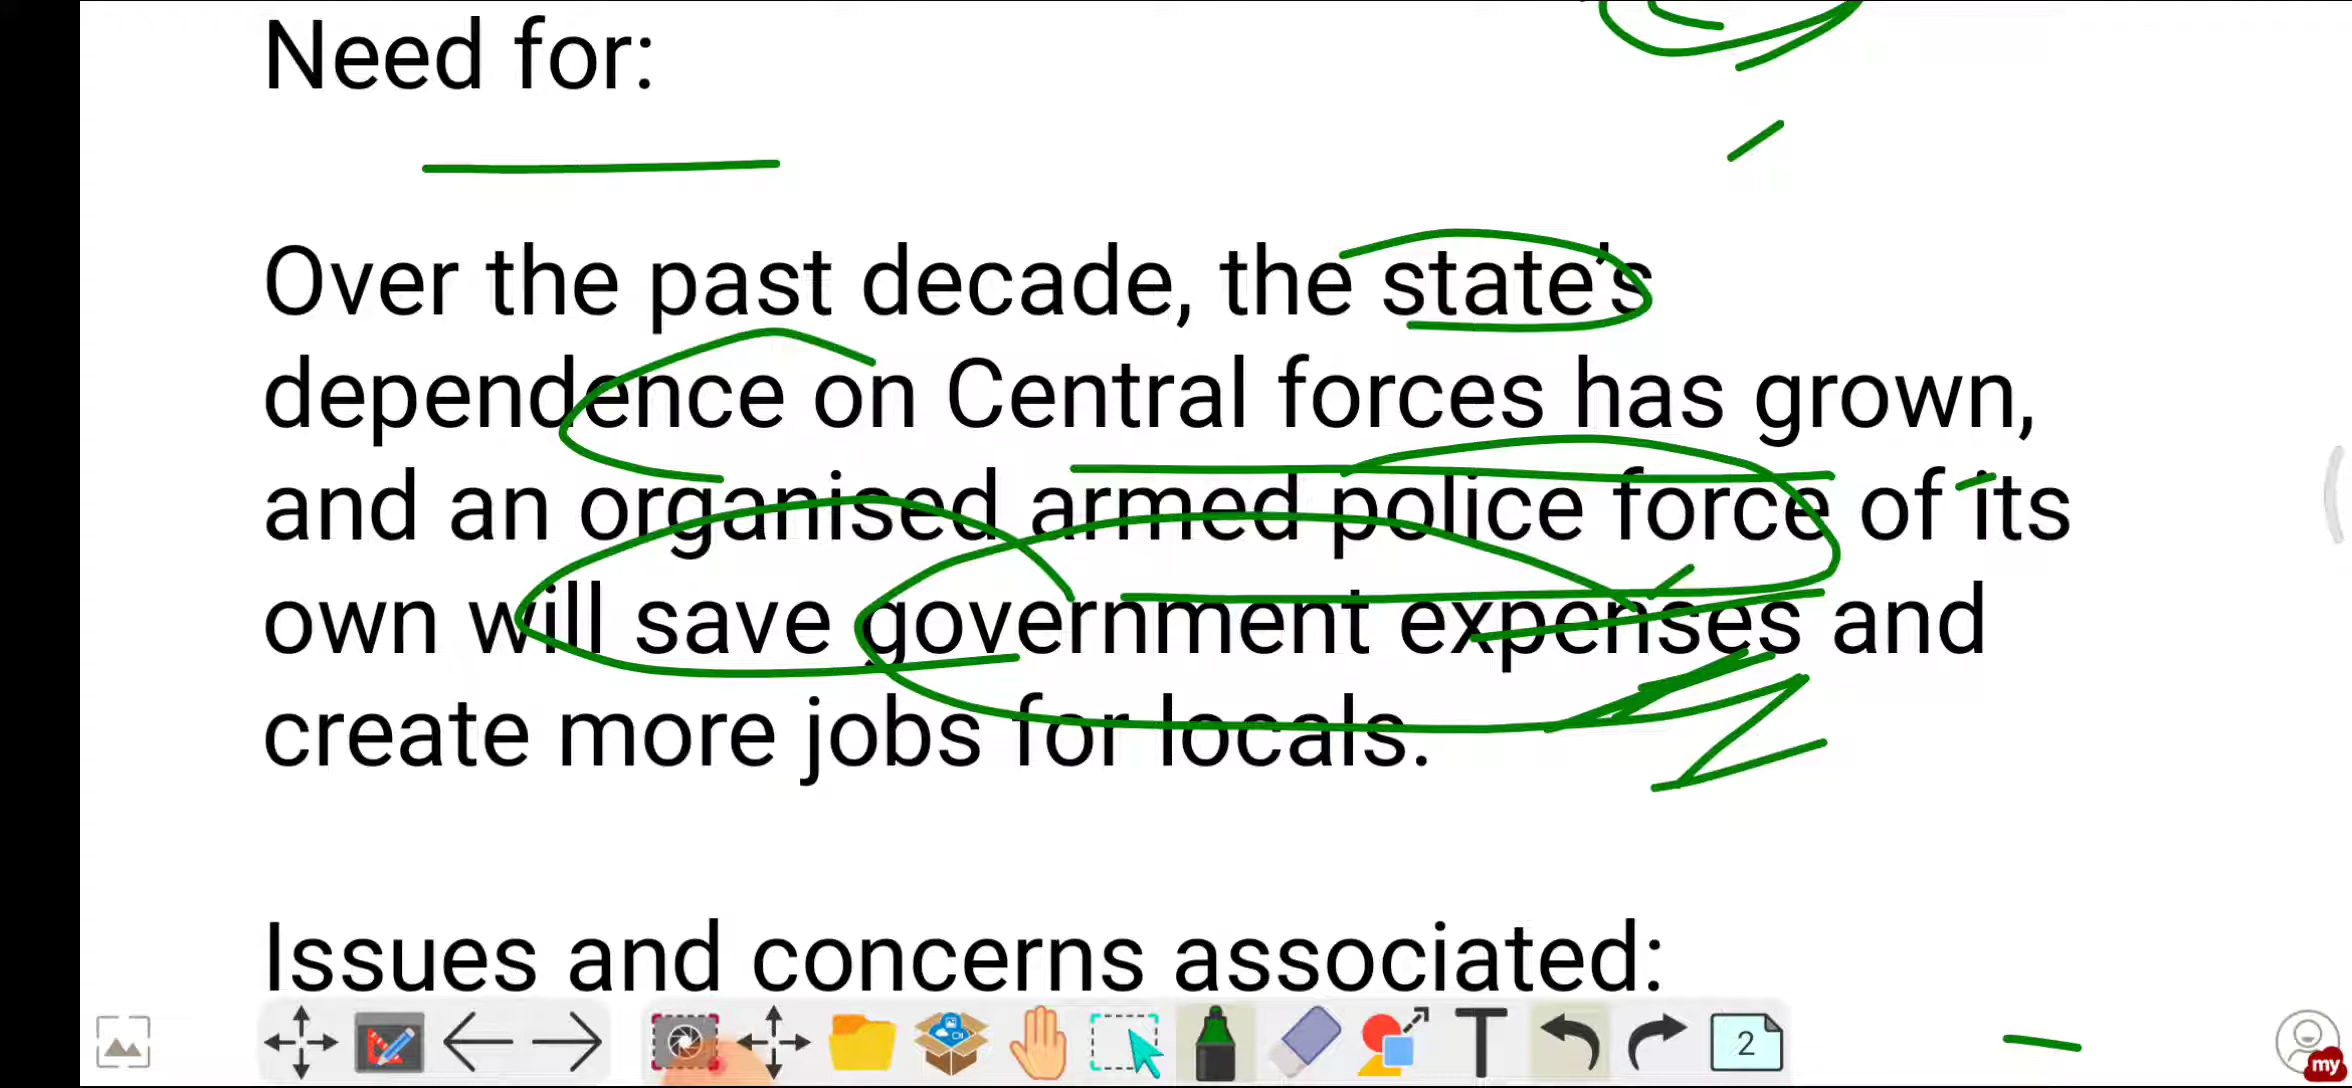 Need for:
Over the past decade, the state's
dependence on Central forces has grown,
and an organised armed police force of its
own will save government expenses and
create more jobs for locals.
Issues and concerns associated:
T
2
my